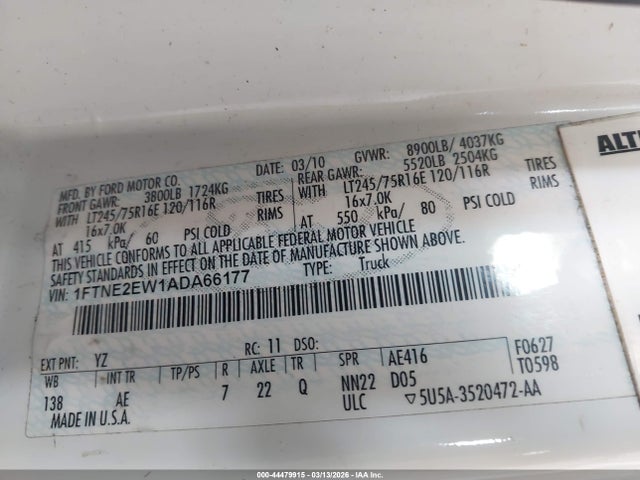 MFD. BY FORD MOTOR CO.
DATE: 03/10
GVWR: 8900LB/ 4037KG
FRONT GAWR: 3800LB 1724KG
REAR GAWR: 5520LB 2504KG
WITH LT245/75R16E 120/116R TIRES
WITH LT245/75R16E 120/116R TIRES
16x7.0K RIMS
16x7.0K RIMS
AT 415 kPa/ 60 PSI COLD
AT 550 kPa/ 80 PSI COLD
THIS VEHICLE CONFORMS TO ALL APPLICABLE FEDERAL MOTOR VEHICLE
SAFETY STANDARDS IN EFFECT ON THE DATE OF MANUFACTURE SHOWN ABOVE.
VIN: 1FTNE2EW1ADA66177
TYPE: Truck
EXT PNT: YZ RC: 11 DSO:
WB INT TR TP/PS R AXLE TR SPR AE416 F0627
138 AE 7 22 Q NN22 D05 T0598
MADE IN U.S.A. ULC ▽5U5A-3520472-AA
000-44479915 - 03/13/2026 - IAA Inc.